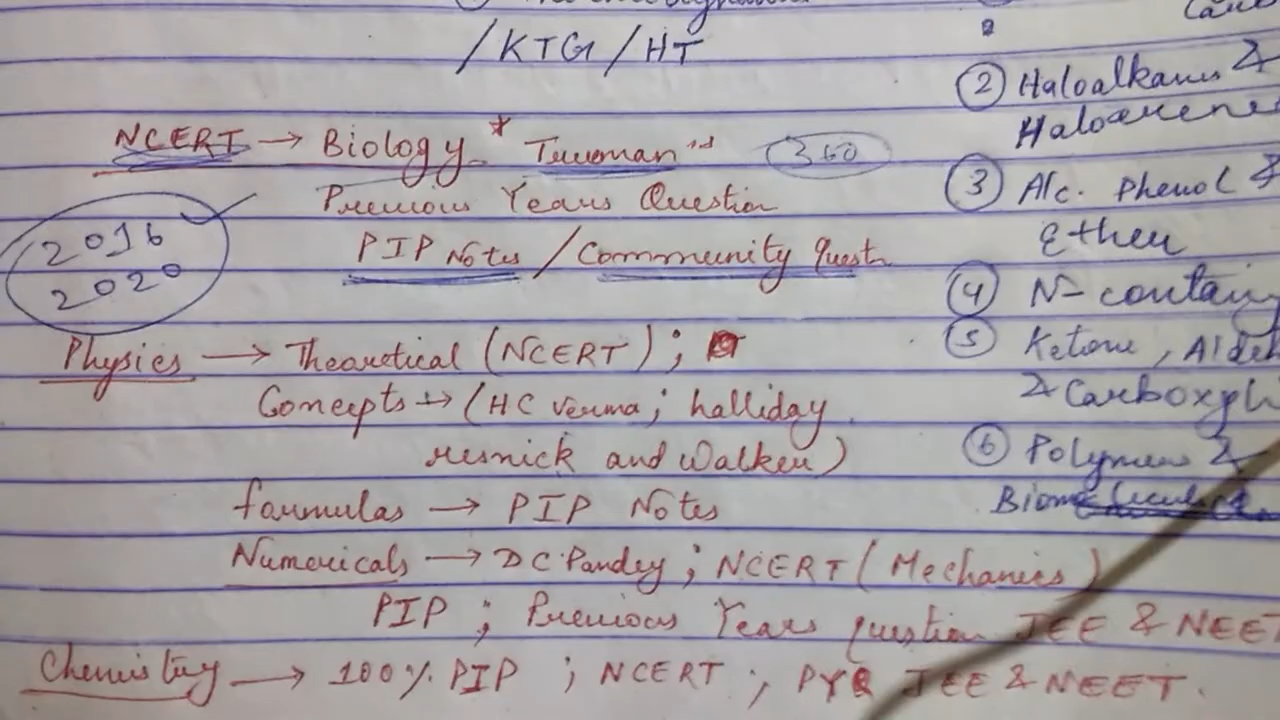 /KTG/HT
NCERT → Biology * Trueman" (360)
Previous Years Question
PIP Notes / Community Quest
2016
2020
Physics → Theoretical (NCERT);
Concepts → (HC Verma; halliday
resnick and Walker)
formulas → PIP Notes
Numericals → DC Pandey; NCERT (Mechanics)
PIP; Previous Years question JEE & NEET
Chemistry → 100% PIP; NCERT; PYQ JEE & NEET.
② Haloalkanes &
Haloarene
③ Alc. Phenol &
Ether
④ N- contain
⑤ Ketone, Aldeh
& Carboxyli
⑥ Polymers &